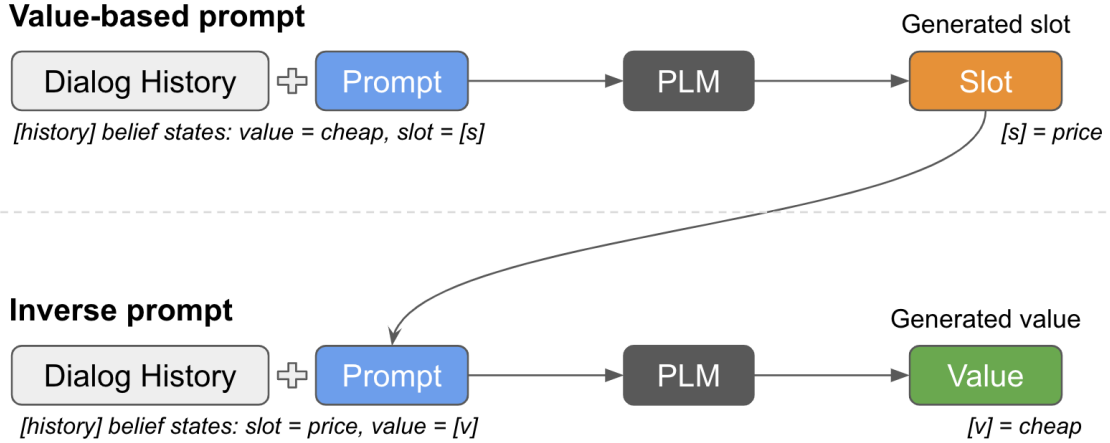 Value-based prompt
Generated slot
Dialog History
Prompt
PLM
Slot
[history] belief states: value = cheap, slot = [s]
[s] = price
Inverse prompt
Generated value
Dialog History
Prompt
PLM
Value
[history] belief states: slot = price, value = [v]
[v] = cheap